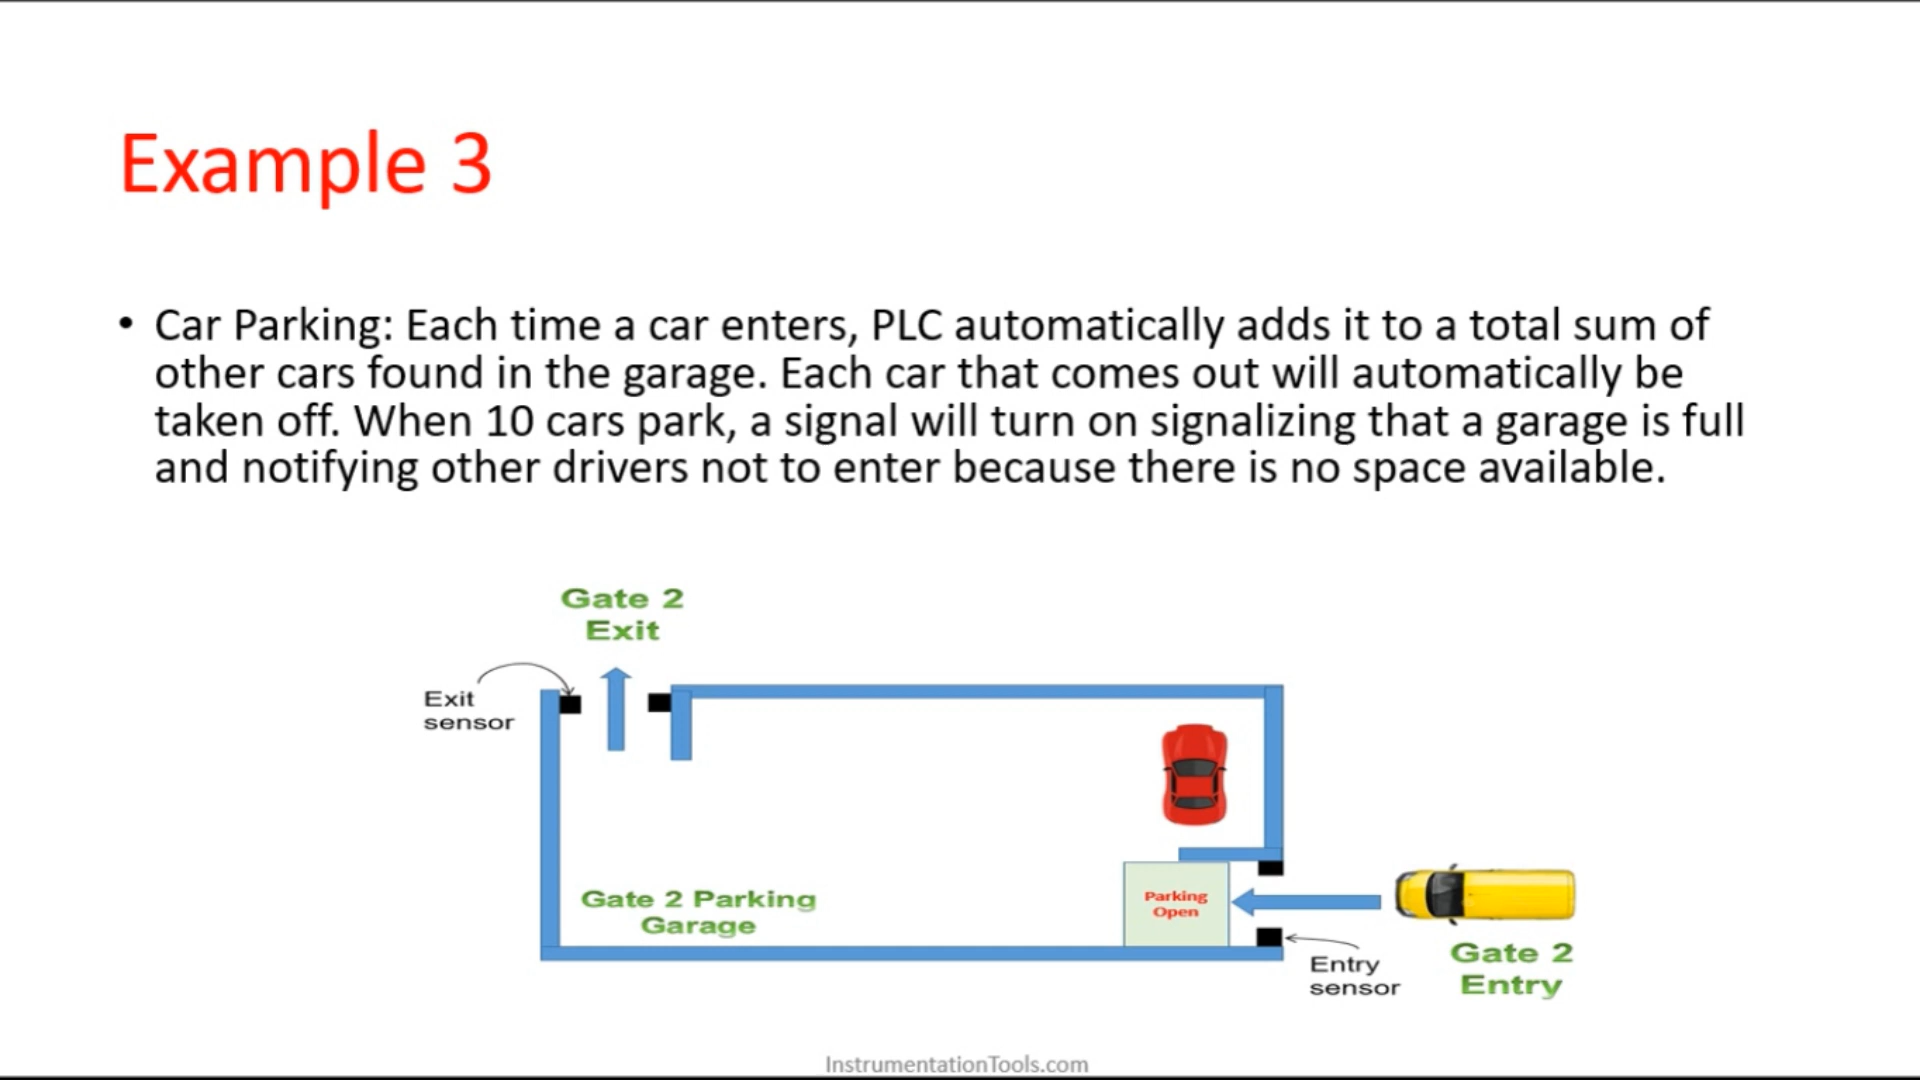 Example 3
• Car Parking: Each time a car enters, PLC automatically adds it to a total sum of
other cars found in the garage. Each car that comes out will automatically be
taken off. When 10 cars park, a signal will turn on signalizing that a garage is full
and notifying other drivers not to enter because there is no space available.
Gate 2
Exit
Exit
sensor
Gate 2 Parking
Garage
Parking
Open
Entry
sensor
Gate 2
Entry
InstrumentationTools.com